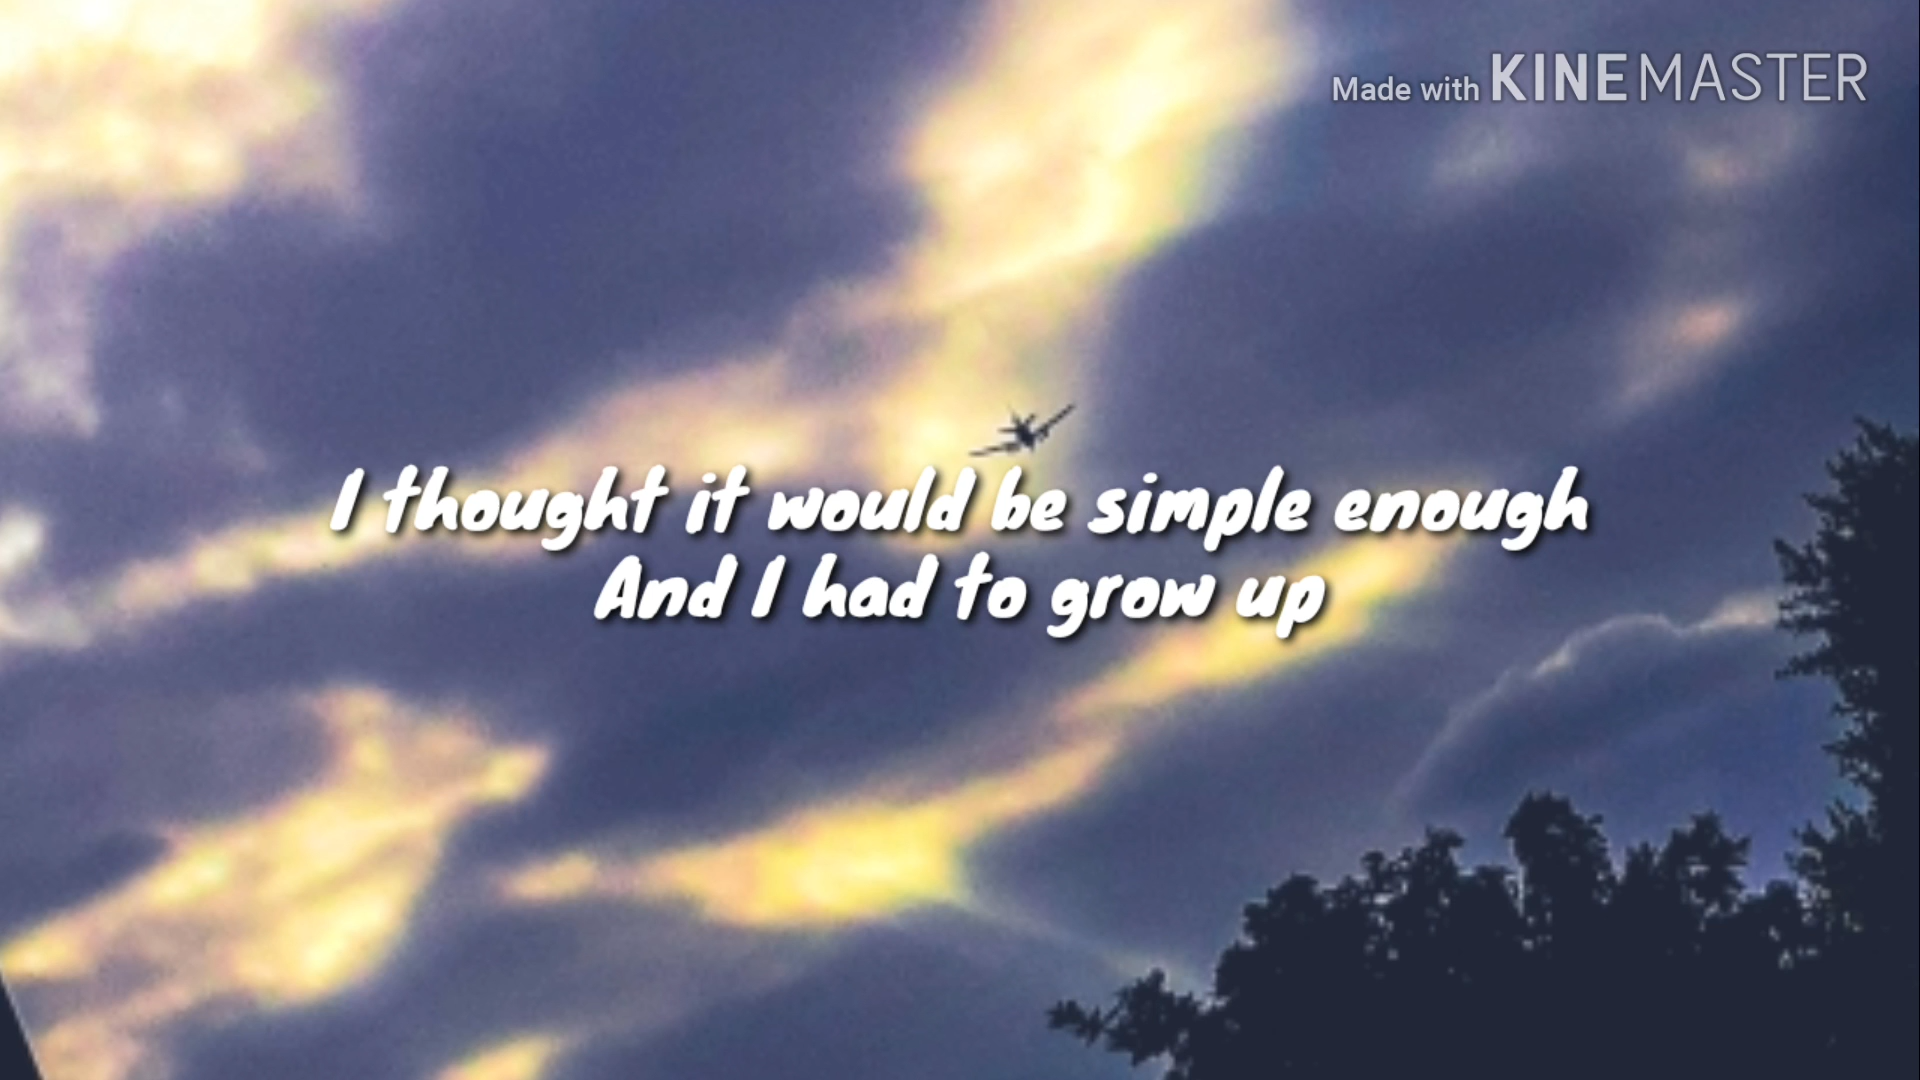 Made with KINEMASTER
I thought it would be simple enough
And I had to grow up